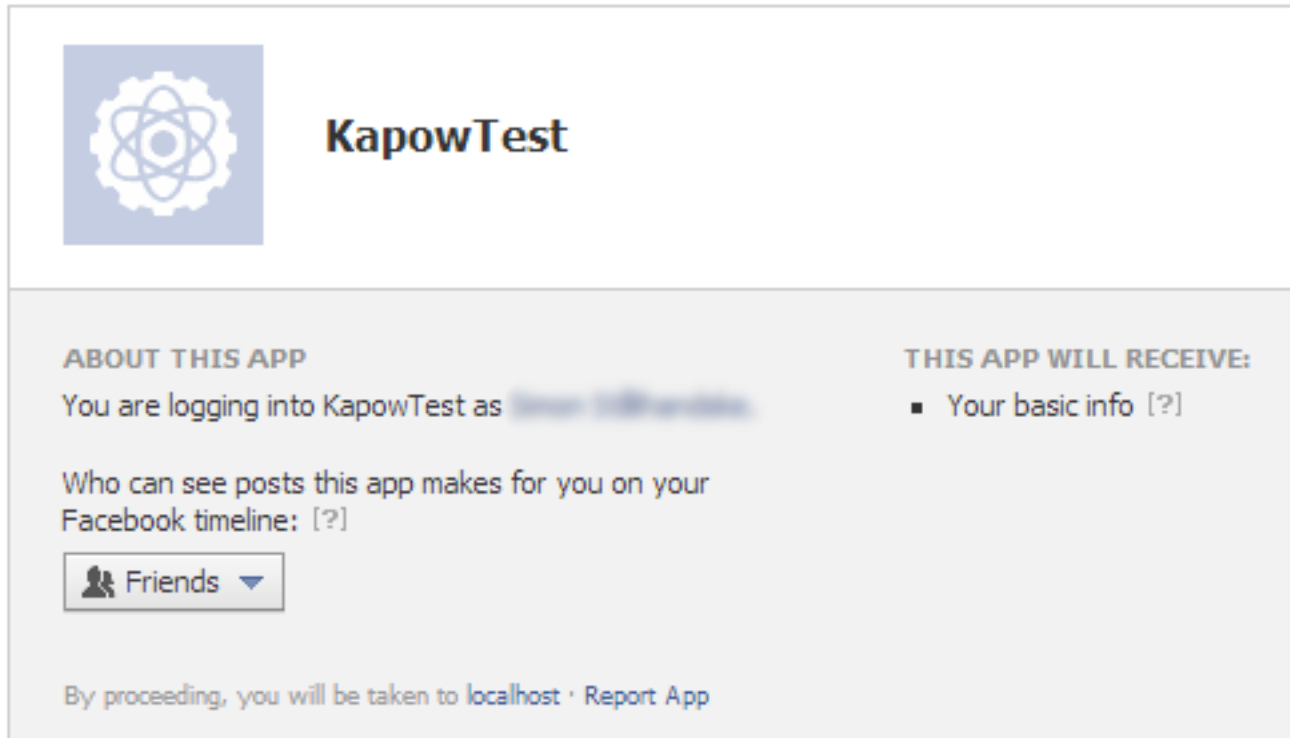 KapowTest
ABOUT THIS APP
You are logging into KapowTest as
Who can see posts this app makes for you on your
Facebook timeline: [?]
Friends
By proceeding, you will be taken to localhost · Report App
THIS APP WILL RECEIVE:
▪ Your basic info [?]